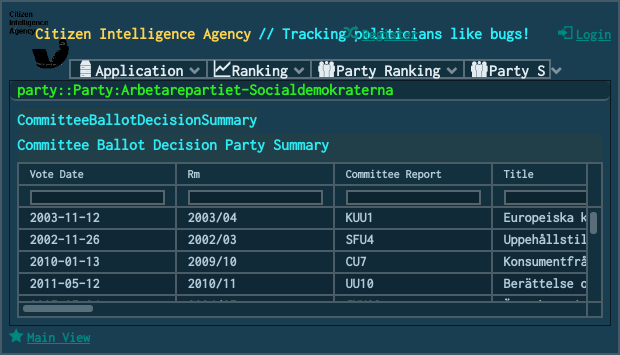 Citizen
Intelligence
Agency
Citizen Intelligence Agency // Tracking politicians like bugs!
Register
Login
Application
Ranking
Party Ranking
Party S
party::Party:Arbetarepartiet-Socialdemokraterna
CommitteeBallotDecisionSummary
Committee Ballot Decision Party Summary
Vote Date Rm Committee Report Title
2003-11-12 2003/04 KUU1 Europeiska k
2002-11-26 2002/03 SFU4 Uppehållstil
2010-01-13 2009/10 CU7 Konsumentfrå
2011-05-12 2010/11 UU10 Berättelse o
Main View